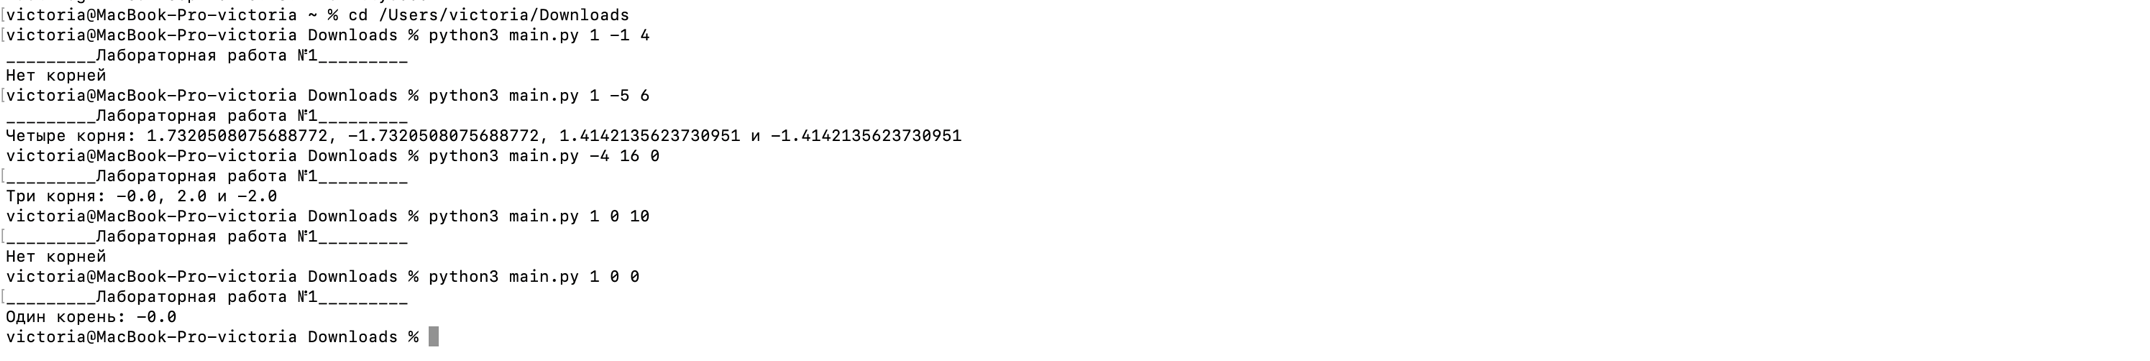 [victoria@MacBook-Pro-victoria ~ % cd /Users/victoria/Downloads
[victoria@MacBook-Pro-victoria Downloads % python3 main.py 1 -1 4
_________Лабораторная работа №1_________
Нет корней
[victoria@MacBook-Pro-victoria Downloads % python3 main.py 1 -5 6
_________Лабораторная работа №1_________
Четыре корня: 1.7320508075688772, -1.7320508075688772, 1.4142135623730951 и -1.4142135623730951
victoria@MacBook-Pro-victoria Downloads % python3 main.py -4 16 0
[_________Лабораторная работа №1_________
Три корня: -0.0, 2.0 и -2.0
victoria@MacBook-Pro-victoria Downloads % python3 main.py 1 0 10
[_________Лабораторная работа №1_________
Нет корней
victoria@MacBook-Pro-victoria Downloads % python3 main.py 1 0 0
[_________Лабораторная работа №1_________
Один корень: -0.0
victoria@MacBook-Pro-victoria Downloads %